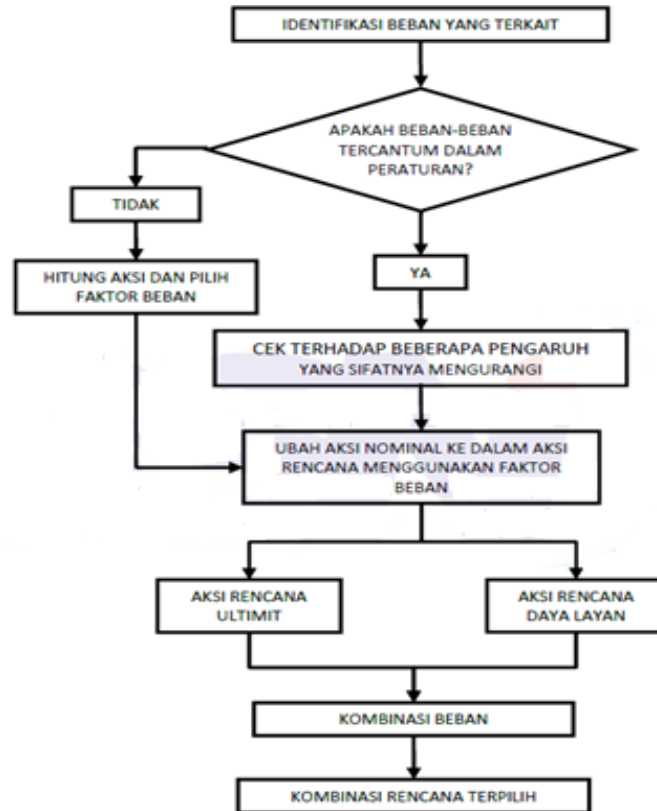 IDENTIFIKASI BEBAN YANG TERKAIT
APAKAH BEBAN-BEBAN
TERCANTUM DALAM
PERATURAN?
TIDAK
YA
HITUNG AKSI DAN PILIH
FAKTOR BEBAN
CEK TERHADAP BEBERAPA PENGARUH
YANG SIFATNYA MENGURANGI
UBAH AKSI NOMINAL KE DALAM AKSI
RENCANA MENGGUNAKAN FAKTOR
BEBAN
AKSI RENCANA
ULTIMIT
AKSI RENCANA
DAYA LAYAN
KOMBINASI BEBAN
KOMBINASI RENCANA TERPILIH